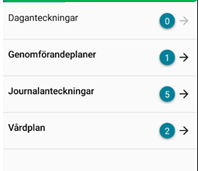 Daganteckningar 0
Genomförandeplaner 1
Journalanteckningar 5
Vårdplan 2